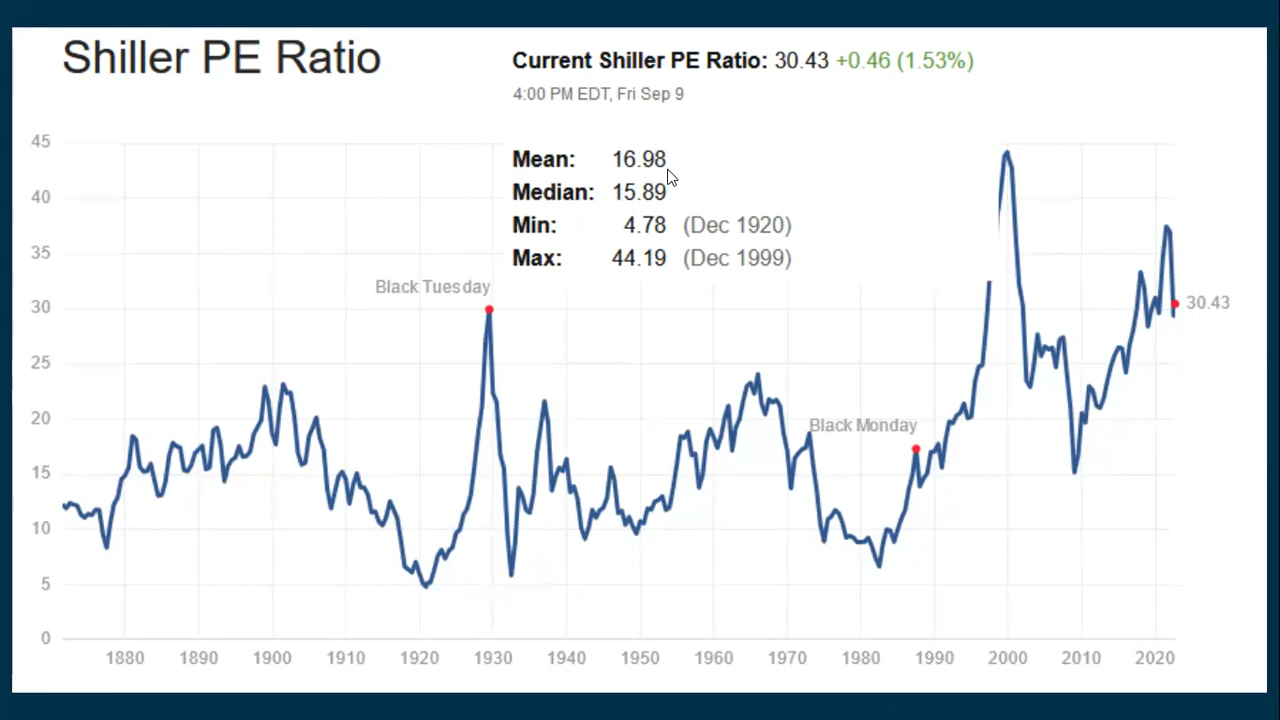 Shiller PE Ratio
Current Shiller PE Ratio: 30.43 +0.46 (1.53%)
4:00 PM EDT, Fri Sep 9
Mean: 16.98
Median: 15.89
Min: 4.78 (Dec 1920)
Max: 44.19 (Dec 1999)
45
40
35
Black Tuesday
30
30.43
25
20
Black Monday
15
10
5
0
1880 1890 1900 1910 1920 1930 1940 1950 1960 1970 1980 1990 2000 2010 2020